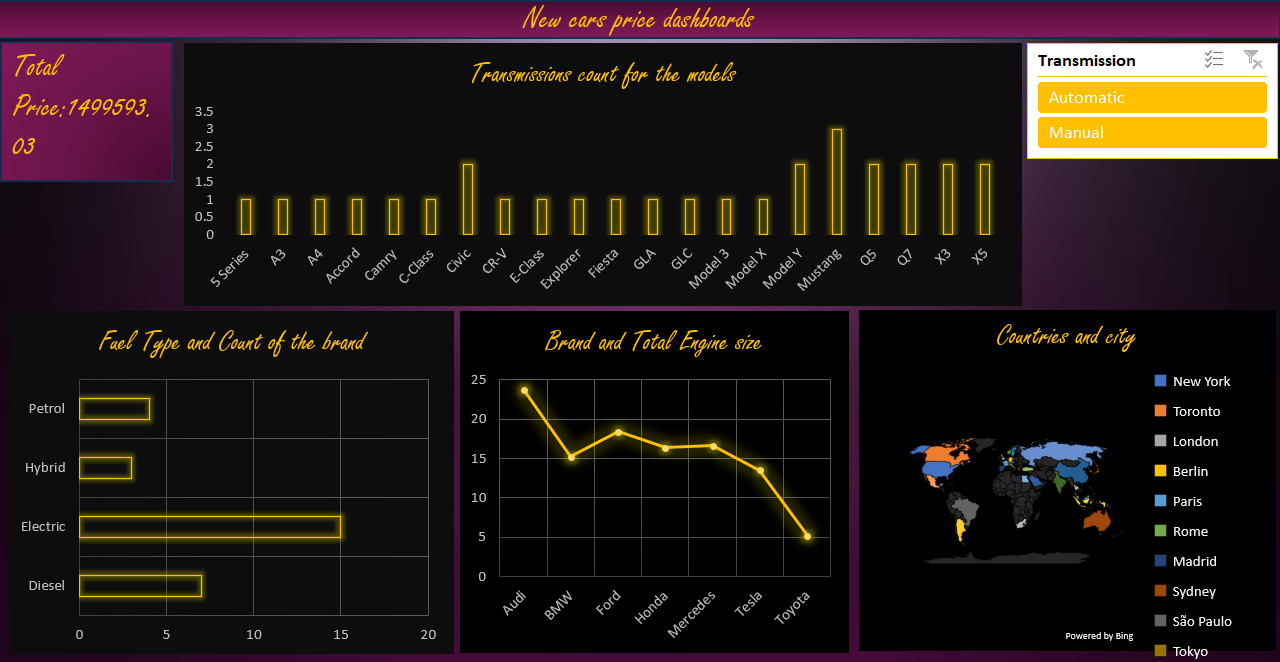 New cars price dashboards
Total
Price:1499593.
03
Transmissions count for the models
3.5
3
2.5
2
1.5
1
0.5
0
5 Series
A3
A4
Accord
Camry
C-Class
Civic
CR-V
E-Class
Explorer
Fiesta
GLA
GLC
Model 3
Model X
Model Y
Mustang
Q5
Q7
X3
X5
Transmission
Automatic
Manual
Fuel Type and Count of the brand
Petrol
Hybrid
Electric
Diesel
0 5 10 15 20
Brand and Total Engine size
25
20
15
10
5
0
Audi
BMW
Ford
Honda
Mercedes
Tesla
Toyota
Countries and city
New York
Toronto
London
Berlin
Paris
Rome
Madrid
Sydney
São Paulo
Tokyo
Powered by Bing